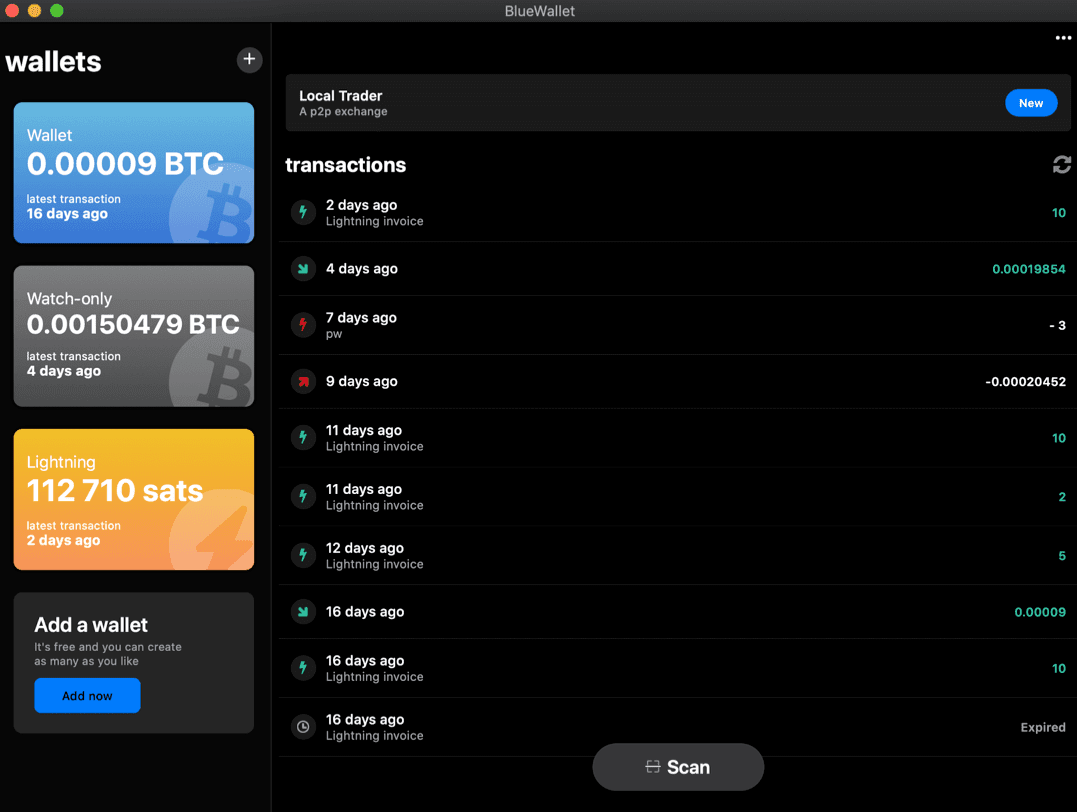 BlueWallet
wallets
Wallet
0.00009 BTC
latest transaction
16 days ago
Watch-only
0.00150479 BTC
latest transaction
4 days ago
Lightning
112 710 sats
latest transaction
2 days ago
Add a wallet
It's free and you can create
as many as you like
Add now
Local Trader
A p2p exchange
New
transactions
2 days ago
Lightning invoice
10
4 days ago
0.00019854
7 days ago
pw
- 3
9 days ago
-0.00020452
11 days ago
Lightning invoice
10
11 days ago
Lightning invoice
2
12 days ago
Lightning invoice
5
16 days ago
0.00009
16 days ago
Lightning invoice
10
16 days ago
Lightning invoice
Expired
Scan